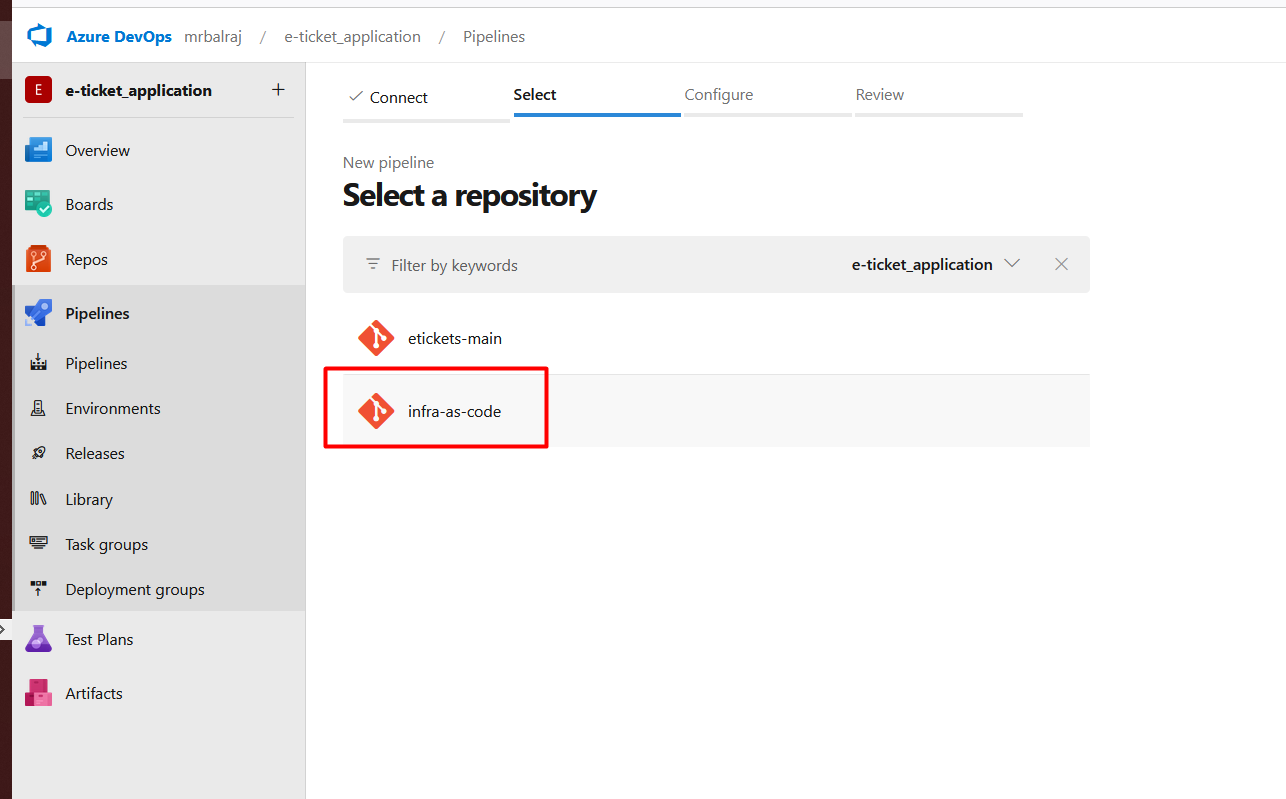 Azure DevOps mrbalraj / e-ticket_application / Pipelines
E e-ticket_application +
Overview
Boards
Repos
Pipelines
Pipelines
Environments
Releases
Library
Task groups
Deployment groups
Test Plans
Artifacts
Connect Select Configure Review
New pipeline
Select a repository
Filter by keywords e-ticket_application
etickets-main
infra-as-code